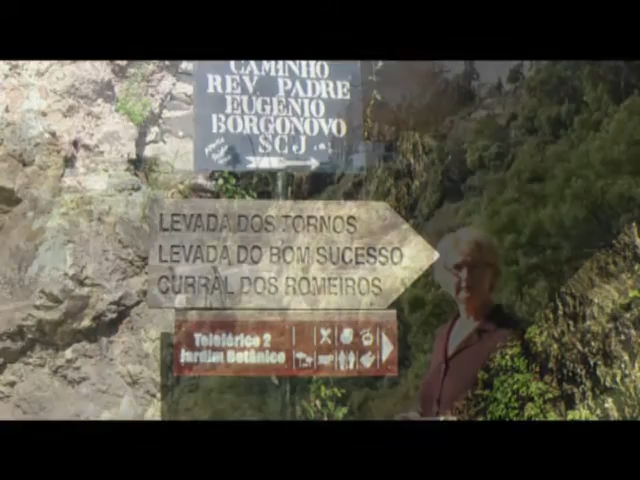 CAMINHO
REV. PADRE
EUGÉNIO
BORGONOVO
SCJ.
LEVADA DOS TORNOS
LEVADA DO BOM SUCESSO
CURRAL DOS ROMEIROS
Teleférico 2
Jardim Botânico